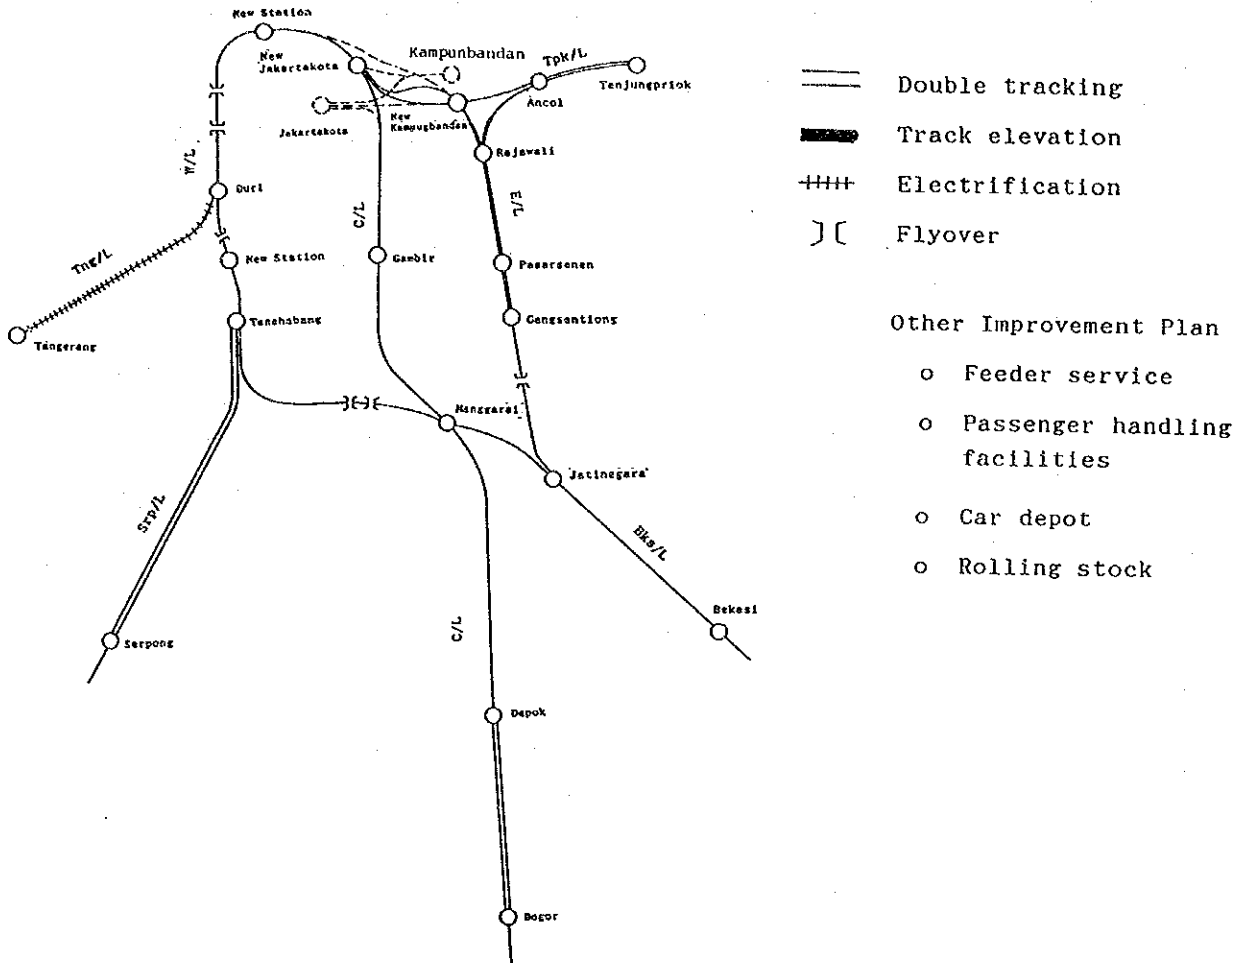 New Station
Kampunbandan
New
Jakartakota
Tpk/L
Tenjungpriok
Ancol
Jakartakota
New
Kampugbandan
Rajawali
W/L
Duri
C/L
E/L
Tng/L
New Station
Gambir
Pasarsenen
Tanahabang
Gangsentiong
Tangerang
Manggarai
Jatinegara
Srp/L
Bks/L
Bekasi
Serpong
C/L
Depok
Bogor
Double tracking
Track elevation
Electrification
Flyover
Other Improvement Plan
o Feeder service
o Passenger handling
facilities
o Car depot
o Rolling stock